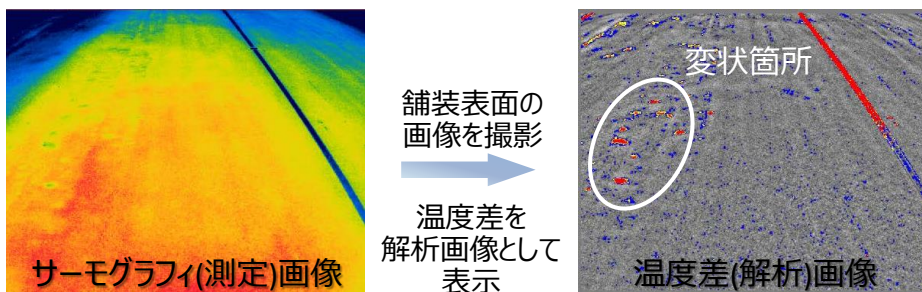 変状箇所
舗装表面の
画像を撮影
温度差を
解析画像として
表示
サーモグラフィ(測定)画像
温度差(解析)画像